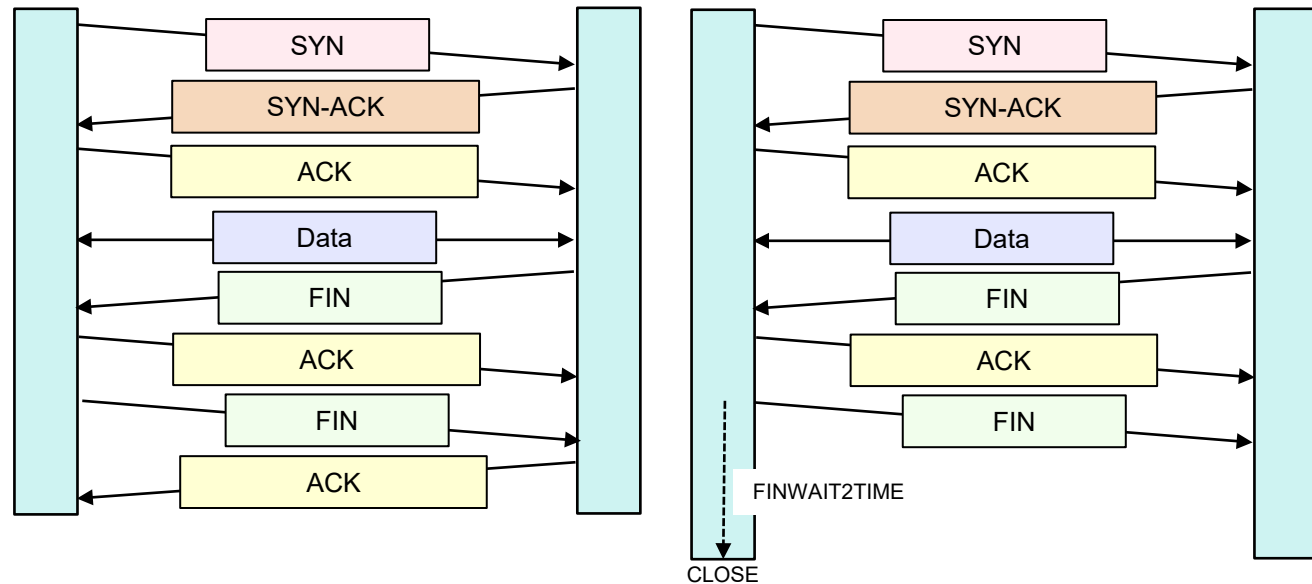 SYN
SYN-ACK
ACK
Data
FIN
ACK
FIN
ACK
SYN
SYN-ACK
ACK
Data
FIN
ACK
FIN
FINWAIT2TIME
CLOSE